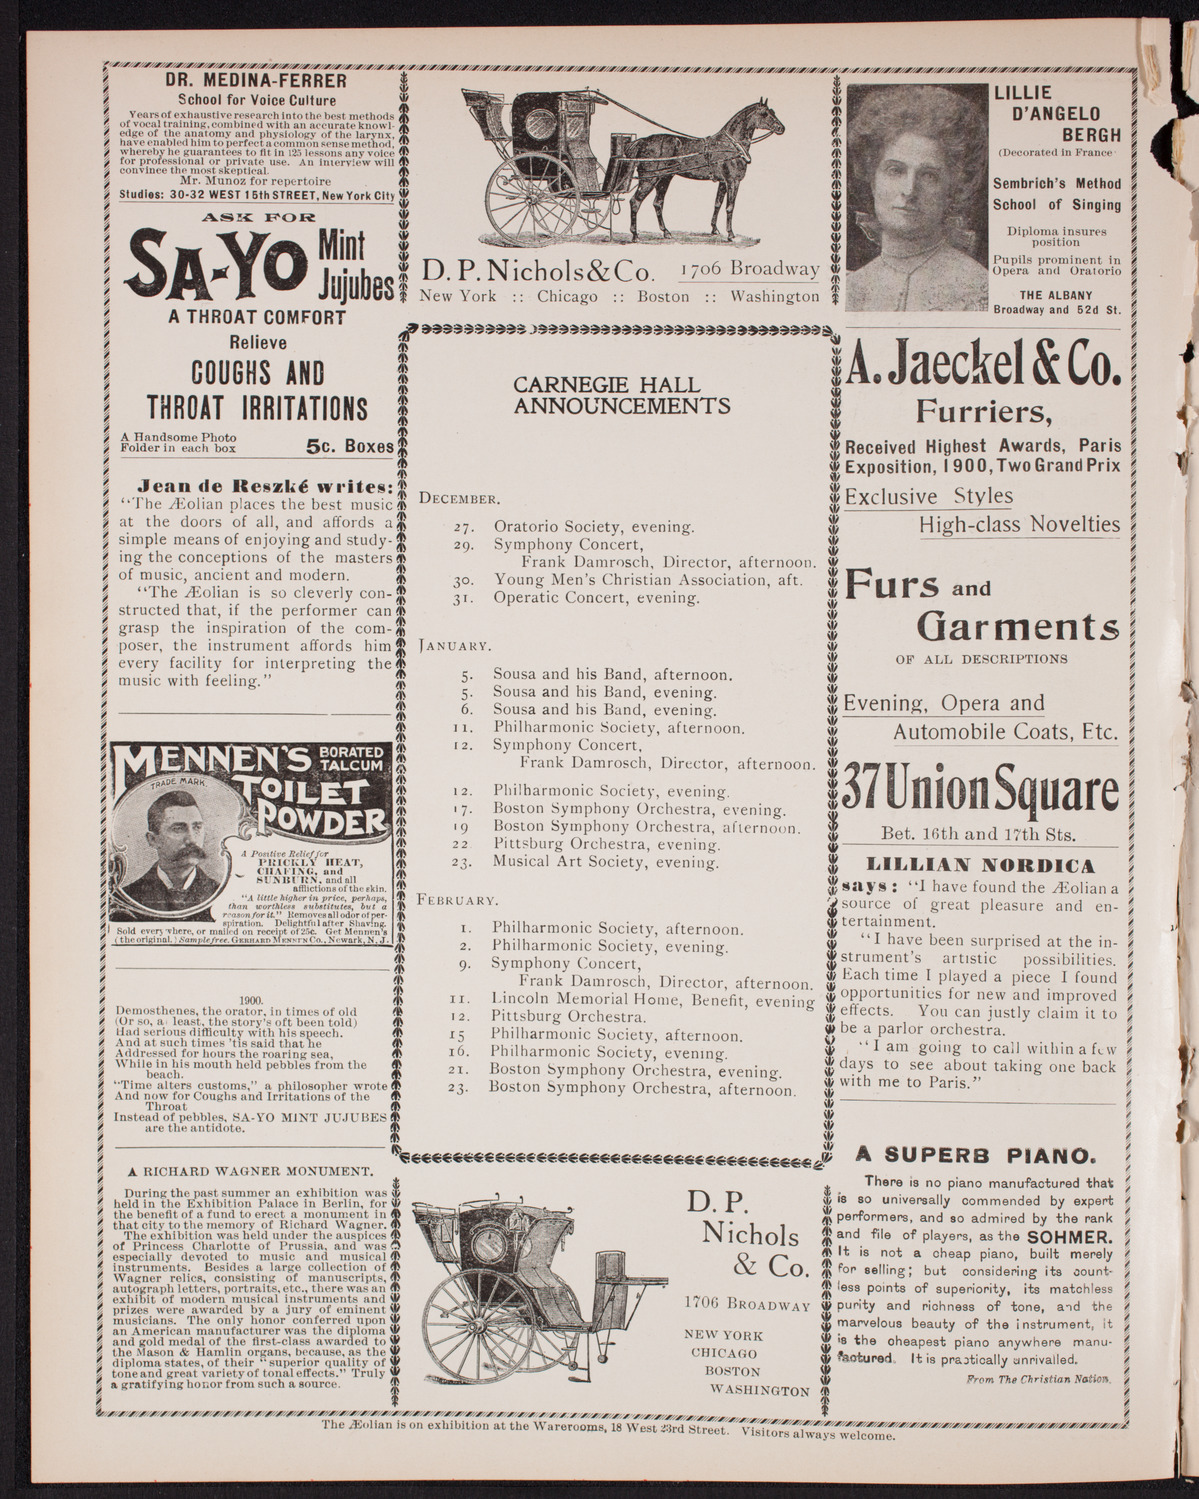 DR. MEDINA-FERRER
School for Voice Culture
Years of exhaustive research into the best methods
of vocal training, combined with an accurate knowl-
edge of the anatomy and physiology of the larynx,
have enabled him to perfect a common sense method,
whereby he guarantees to fit in 125 lessons any voice
for professional or private use. An interview will
convince the most skeptical.
Mr. Munoz for repertoire
Studios: 30-32 WEST 15th STREET, New York City
ASK FOR
SA-YO Mint
Jujubes
A THROAT COMFORT
Relieve
COUGHS AND
THROAT IRRITATIONS
A Handsome Photo
Folder in each box
5c. Boxes
Jean de Reszké writes:
"The Æolian places the best music
at the doors of all, and affords a
simple means of enjoying and study-
ing the conceptions of the masters
of music, ancient and modern.
"The Æolian is so cleverly con-
structed that, if the performer can
grasp the inspiration of the com-
poser, the instrument affords him
every facility for interpreting the
music with feeling."
MENNEN'S BORATED
TALCUM
TOILET
POWDER
TRADE MARK
A Positive Relief for
PRICKLY HEAT,
CHAFING, and
SUNBURN, and all
afflictions of the skin.
"A little higher in price, perhaps,
than worthless substitutes, but a
reason for it." Removes all odor of per-
spiration. Delightful after Shaving.
Sold everywhere, or mailed on receipt of 25c. Get Mennen's
(the original.) Sample free. GERHARD MENNEN CO., Newark, N. J.
1900.
Demosthenes, the orator, in times of old
(Or so, a least, the story's oft been told)
Had serious difficulty with his speech.
And at such times 'tis said that he
Addressed for hours the roaring sea,
While in his mouth held pebbles from the
beach.
"Time alters customs," a philosopher wrote
And now for Coughs and Irritations of the
Throat
Instead of pebbles, SA-YO MINT JUJUBES
are the antidote.
A RICHARD WAGNER MONUMENT.
During the past summer an exhibition was
held in the Exhibition Palace in Berlin, for
the benefit of a fund to erect a monument in
that city to the memory of Richard Wagner.
The exhibition was held under the auspices
of Princess Charlotte of Prussia, and was
especially devoted to music and musical
instruments. Besides a large collection of
Wagner relics, consisting of manuscripts,
autograph letters, portraits, etc., there was an
exhibit of modern musical instruments and
prizes were awarded by a jury of eminent
musicians. The only honor conferred upon
an American manufacturer was the diploma
and gold medal of the first-class awarded to
the Mason & Hamlin organs, because, as the
diploma states, of their "superior quality of
tone and great variety of tonal effects." Truly
a gratifying honor from such a source.
D. P. Nichols & Co. 1706 Broadway
New York :: Chicago :: Boston :: Washington
CARNEGIE HALL
ANNOUNCEMENTS
DECEMBER.
27. Oratorio Society, evening.
29. Symphony Concert,
Frank Damrosch, Director, afternoon.
30. Young Men's Christian Association, aft.
31. Operatic Concert, evening.
JANUARY.
5. Sousa and his Band, afternoon.
5. Sousa and his Band, evening.
6. Sousa and his Band, evening.
11. Philharmonic Society, afternoon.
12. Symphony Concert,
Frank Damrosch, Director, afternoon.
12. Philharmonic Society, evening.
17. Boston Symphony Orchestra, evening.
19 Boston Symphony Orchestra, afternoon.
22 Pittsburg Orchestra, evening.
23. Musical Art Society, evening.
FEBRUARY.
1. Philharmonic Society, afternoon.
2. Philharmonic Society, evening.
9. Symphony Concert,
Frank Damrosch, Director, afternoon.
11. Lincoln Memorial Home, Benefit, evening
12. Pittsburg Orchestra.
15 Philharmonic Society, afternoon.
16. Philharmonic Society, evening.
21. Boston Symphony Orchestra, evening.
23. Boston Symphony Orchestra, afternoon.
D. P.
Nichols
& Co.
1706 BROADWAY
NEW YORK
CHICAGO
BOSTON
WASHINGTON
LILLIE
D'ANGELO
BERGH
(Decorated in France
Sembrich's Method
School of Singing
Diploma insures
position
Pupils prominent in
Opera and Oratorio
THE ALBANY
Broadway and 52d St.
A. Jaeckel & Co.
Furriers,
Received Highest Awards, Paris
Exposition, 1900, Two Grand Prix
Exclusive Styles
High-class Novelties
Furs and
Garments
OF ALL DESCRIPTIONS
Evening, Opera and
Automobile Coats, Etc.
37 Union Square
Bet. 16th and 17th Sts.
LILLIAN NORDICA
says: "I have found the Æolian a
source of great pleasure and en-
tertainment.
"I have been surprised at the in-
strument's artistic possibilities.
Each time I played a piece I found
opportunities for new and improved
effects. You can justly claim it to
be a parlor orchestra.
"I am going to call within a few
days to see about taking one back
with me to Paris."
A SUPERB PIANO.
There is no piano manufactured that
is so universally commended by expert
performers, and so admired by the rank
and file of players, as the SOHMER.
It is not a cheap piano, built merely
for selling; but considering its count-
less points of superiority, its matchless
purity and richness of tone, and the
marvelous beauty of the instrument, it
is the cheapest piano anywhere manu-
factured. It is practically unrivalled.
From The Christian Nation.
The Æolian is on exhibition at the Warerooms, 18 West 23rd Street. Visitors always welcome.